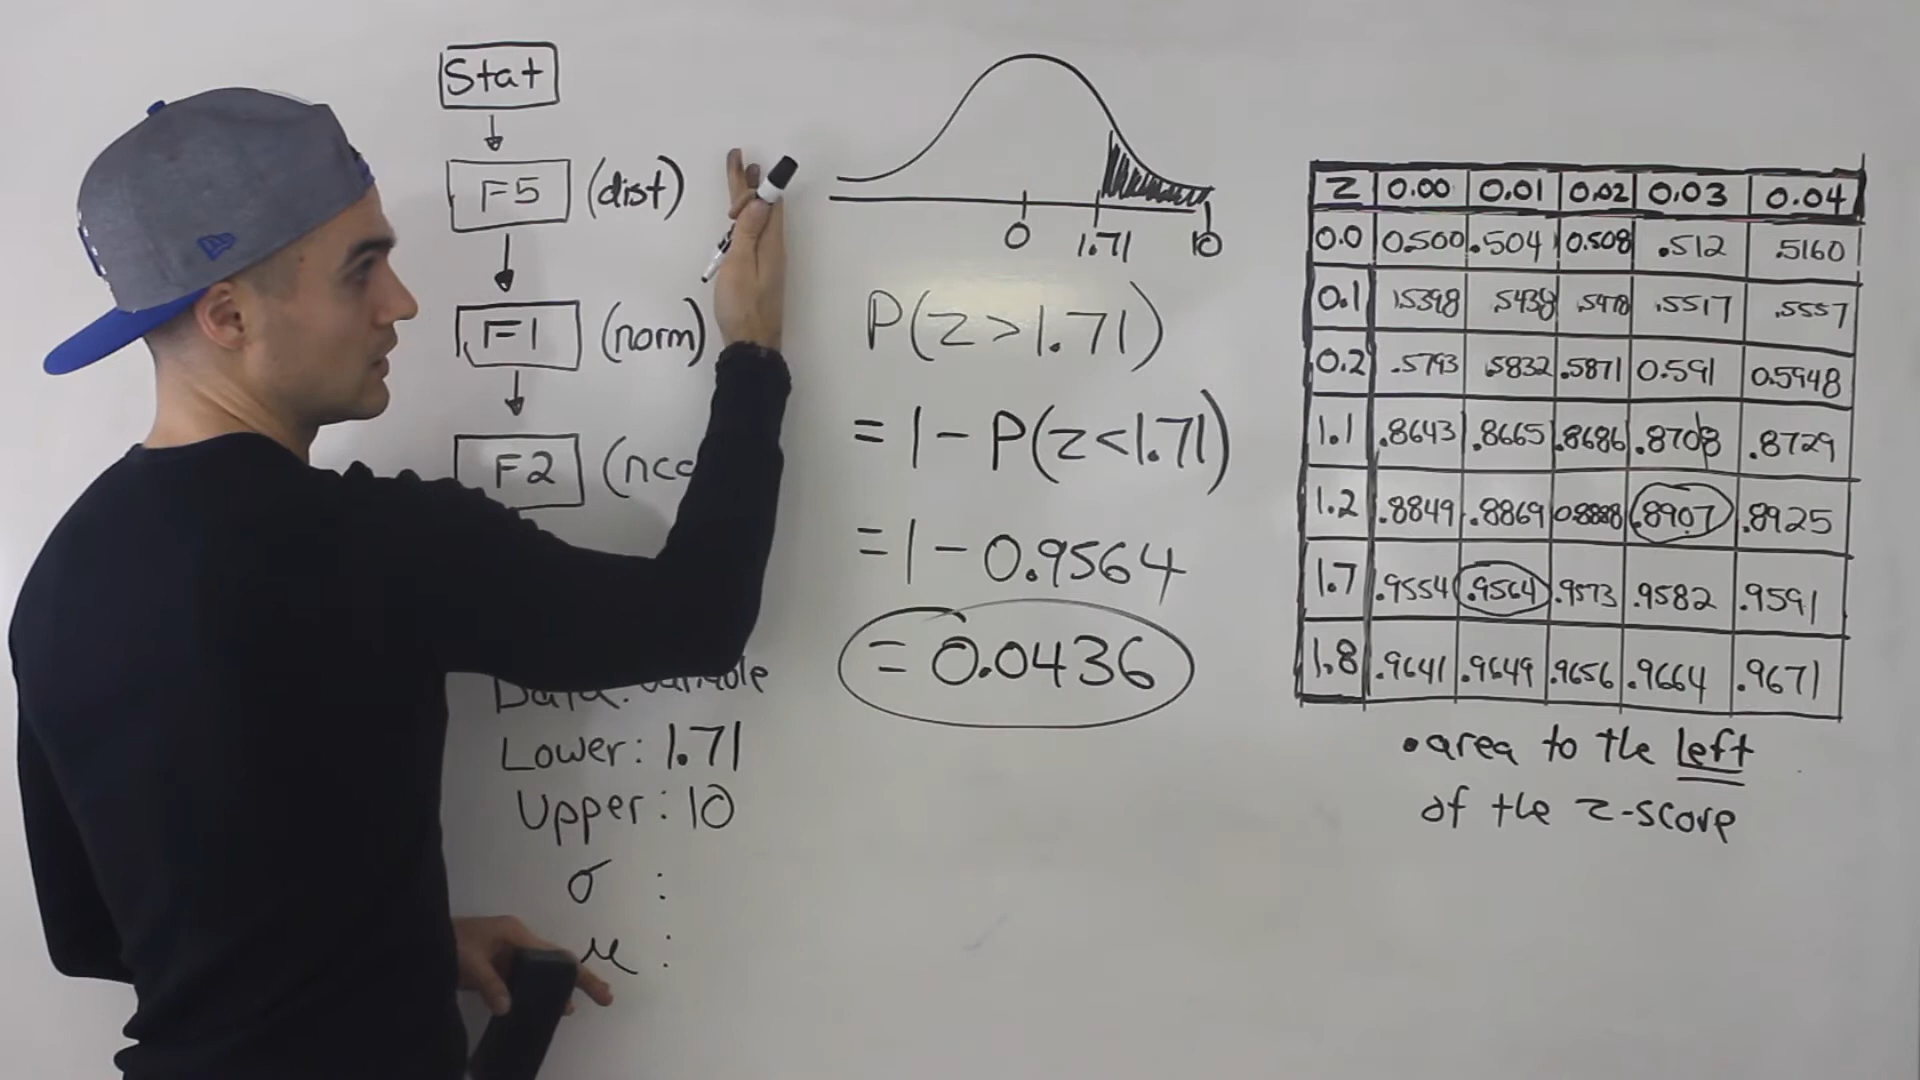 Stat
F5 (dist)
F1 (norm)
F2
Lower: 1.71
Upper: 10
σ :
μ :
0 1.71 10
P(z>1.71)
= 1 - P(z<1.71)
= 1 - 0.9564
= 0.0436
z 0.00 0.01 0.02 0.03 0.04
0.0 0.500 .504 0.508 .512 .5160
0.1 .5398 .5438 .5478 .5517 .5557
0.2 .5793 .5832 .5871 0.591 0.5948
1.1 .8643 .8665 .8686 .8708 .8729
1.2 .8849 .8869 0.8888 .8907 .8925
1.7 .9554 .9564 .9573 .9582 .9591
1.8 .9641 .9649 .9656 .9664 .9671
• area to the left
of the z-score